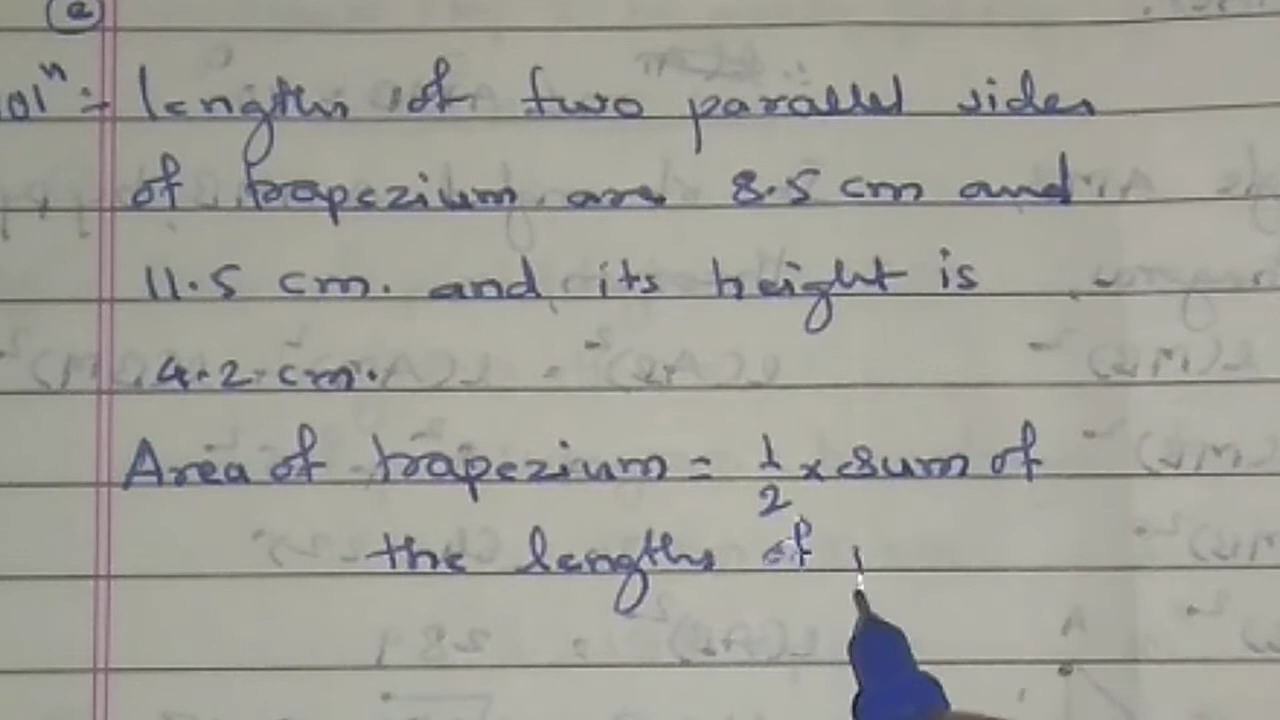 (2)
Solⁿ:- lengths of two parallel sides
of trapezium are 8.5 cm and
11.5 cm. and its height is
4.2 cm.
Area of trapezium = 1/2 × sum of
the lengths of